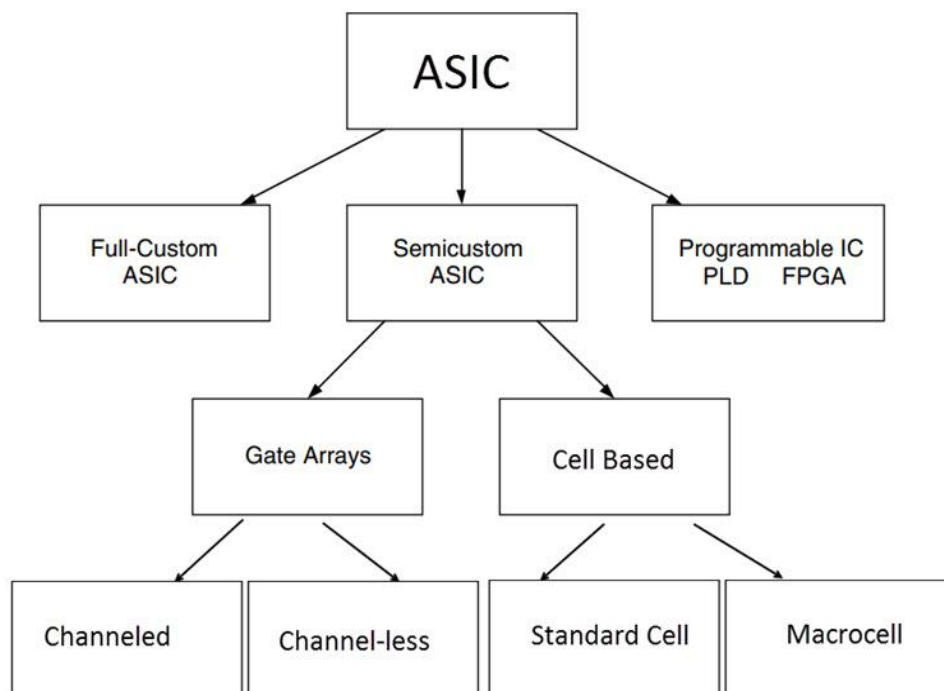 ASIC
Full-Custom
ASIC
Semicustom
ASIC
Programmable IC
PLD FPGA
Gate Arrays
Cell Based
Channeled
Channel-less
Standard Cell
Macrocell